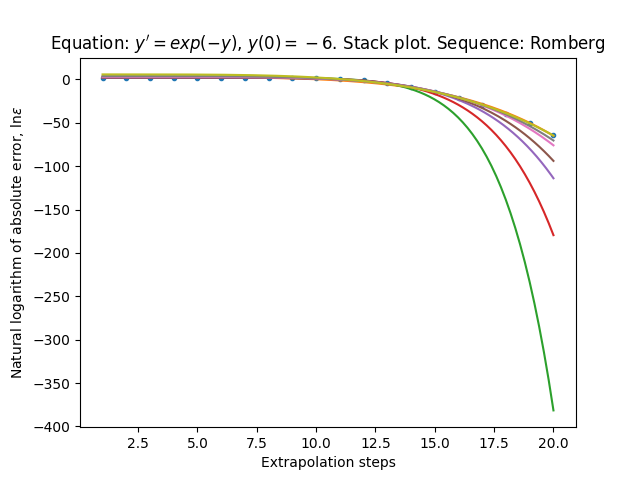 Equation: y′ = exp(−y), y(0) = −6. Stack plot. Sequence: Romberg
Natural logarithm of absolute error, lnε
0
−50
−100
−150
−200
−250
−300
−350
−400
2.5 5.0 7.5 10.0 12.5 15.0 17.5 20.0
Extrapolation steps